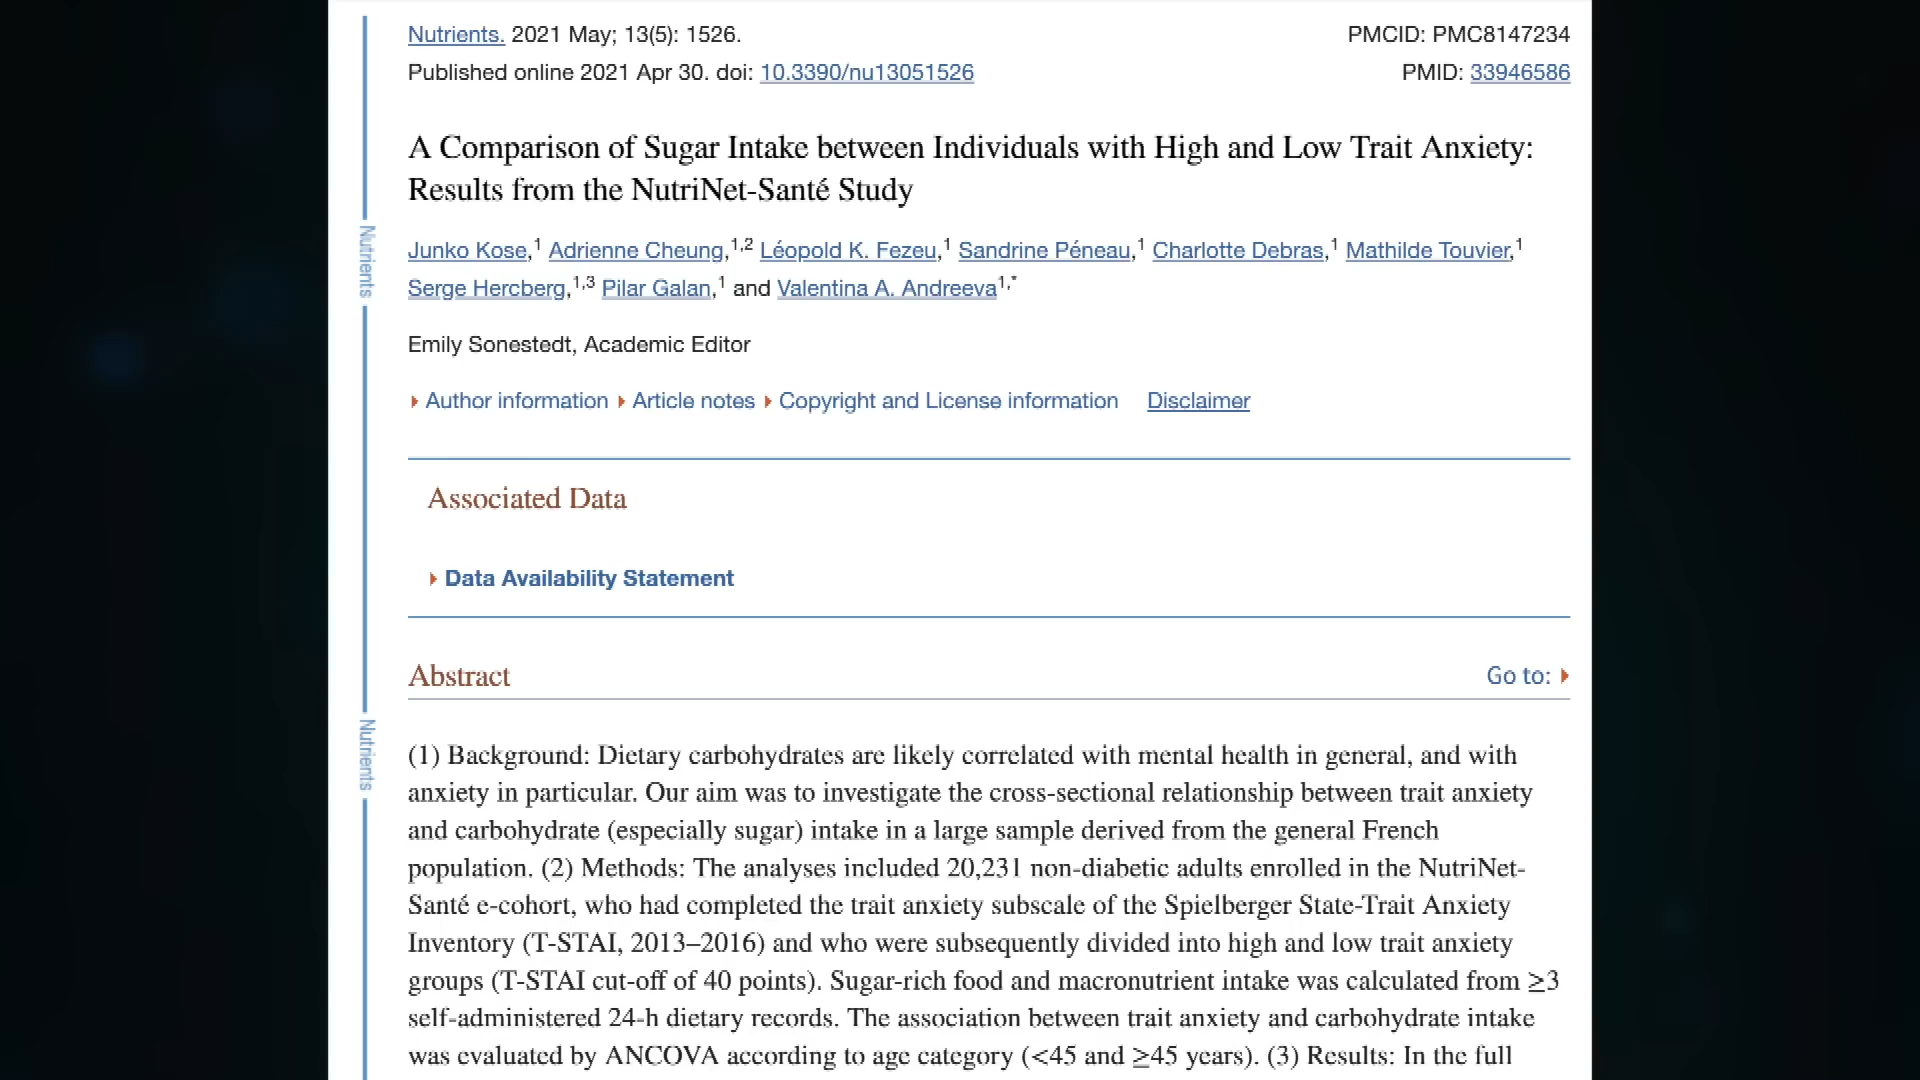 Nutrients. 2021 May; 13(5): 1526.
PMCID: PMC8147234
Published online 2021 Apr 30. doi: 10.3390/nu13051526
PMID: 33946586
A Comparison of Sugar Intake between Individuals with High and Low Trait Anxiety:
Results from the NutriNet-Santé Study
Junko Kose,1 Adrienne Cheung,1,2 Léopold K. Fezeu,1 Sandrine Péneau,1 Charlotte Debras,1 Mathilde Touvier,1
Serge Hercberg,1,3 Pilar Galan,1 and Valentina A. Andreeva1,*
Emily Sonestedt, Academic Editor
Author information Article notes Copyright and License information Disclaimer
Associated Data
Data Availability Statement
Abstract
Go to:
(1) Background: Dietary carbohydrates are likely correlated with mental health in general, and with
anxiety in particular. Our aim was to investigate the cross-sectional relationship between trait anxiety
and carbohydrate (especially sugar) intake in a large sample derived from the general French
population. (2) Methods: The analyses included 20,231 non-diabetic adults enrolled in the NutriNet-
Santé e-cohort, who had completed the trait anxiety subscale of the Spielberger State-Trait Anxiety
Inventory (T-STAI, 2013–2016) and who were subsequently divided into high and low trait anxiety
groups (T-STAI cut-off of 40 points). Sugar-rich food and macronutrient intake was calculated from ≥3
self-administered 24-h dietary records. The association between trait anxiety and carbohydrate intake
was evaluated by ANCOVA according to age category (<45 and ≥45 years). (3) Results: In the full
Nutrients
Nutrients